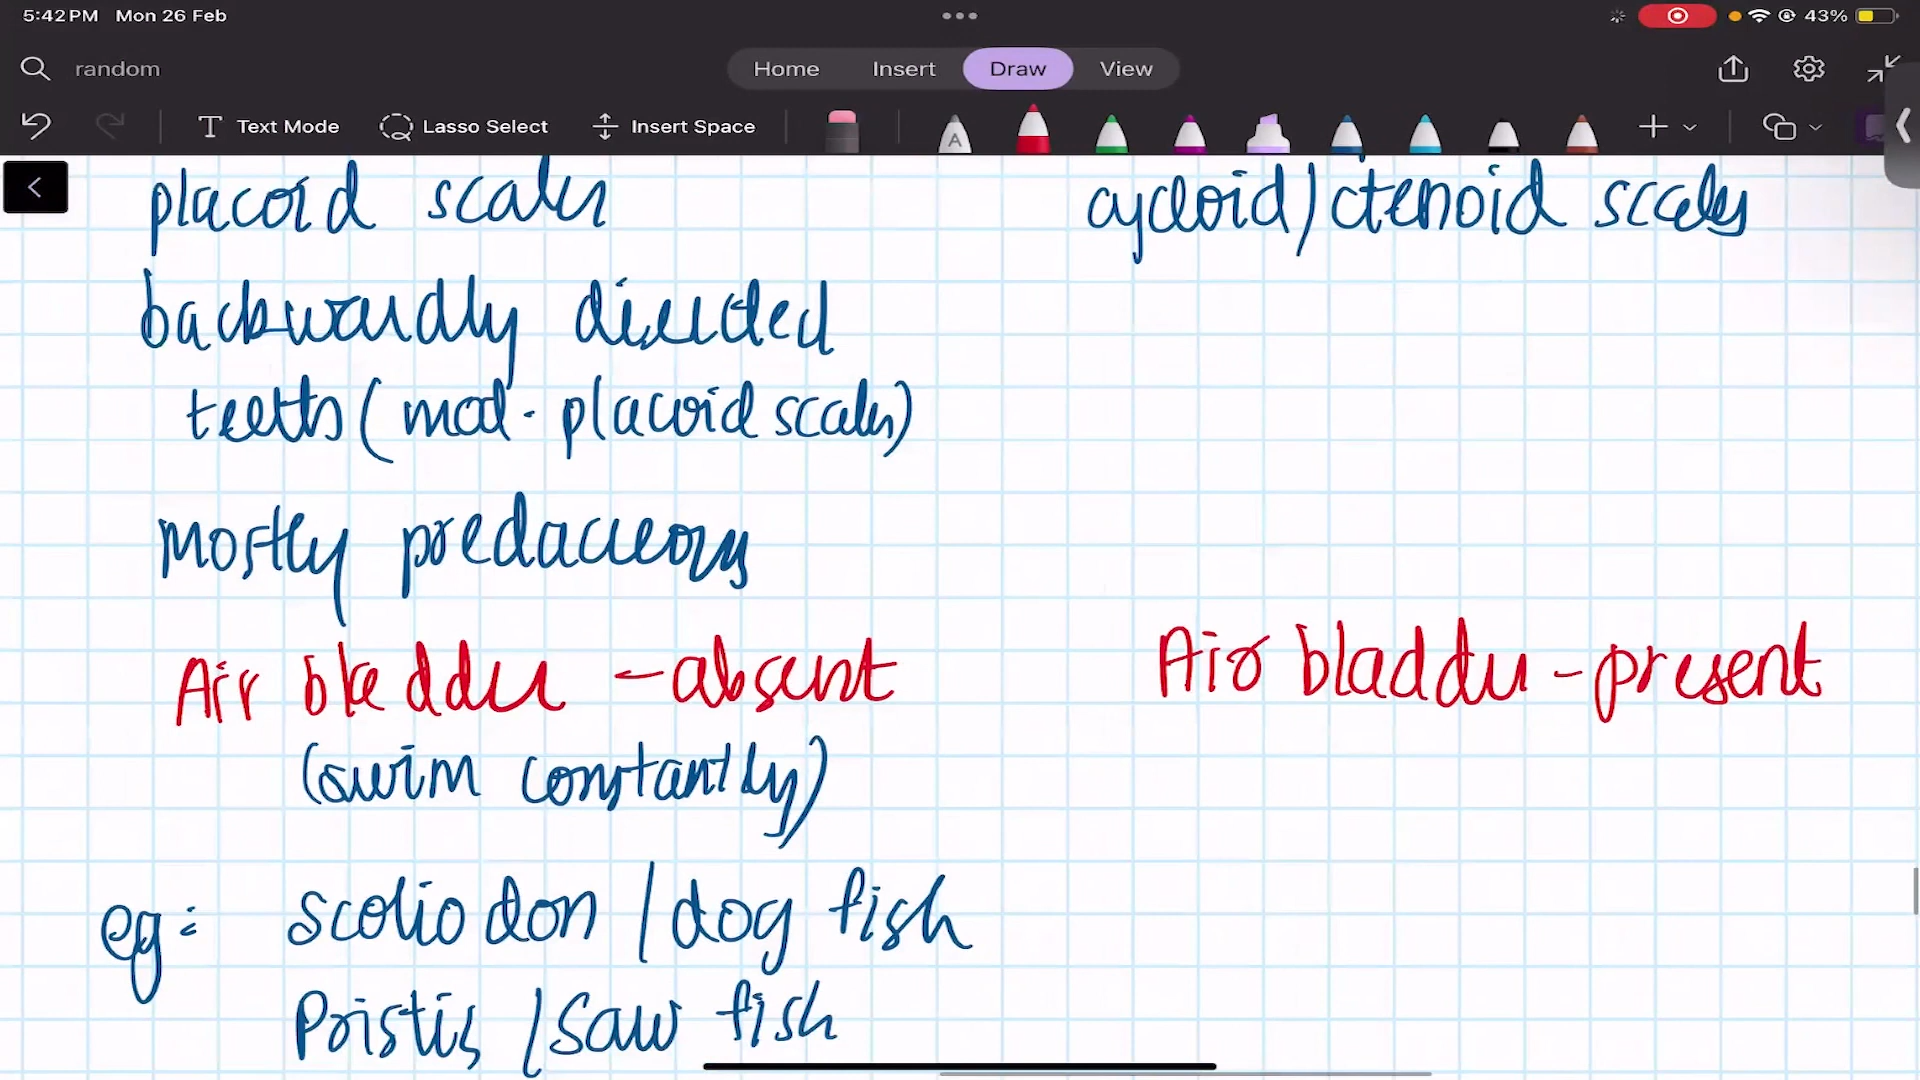 5:42 PM Mon 26 Feb
43%
random
Home Insert Draw View
Text Mode Lasso Select Insert Space
A
placoid scales cycloid/ctenoid scales
backwardly directed
teeths (mod. placoid scales)
mostly predaceous
Air bladder - absent Air bladder - present
(swim constantly)
eg: scoliodon / dog fish
Pristis / Saw fish